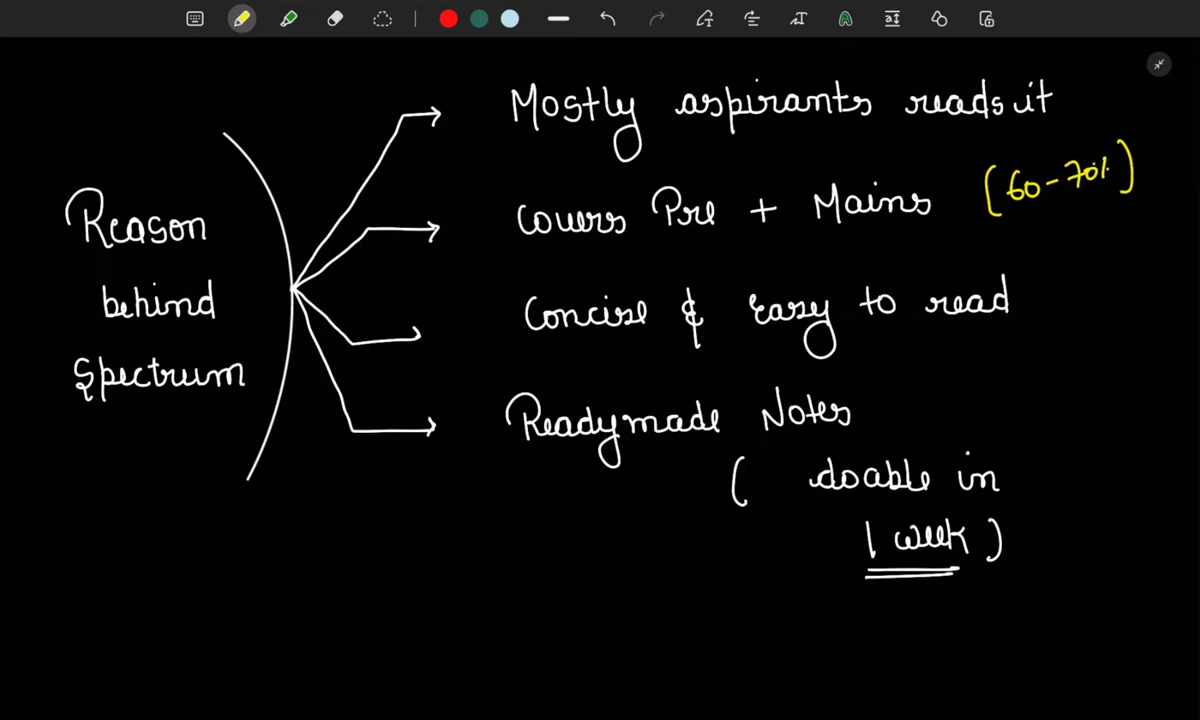 Reason
behind
Spectrum
Mostly aspirants reads it
Covers Pre + Mains (60-70%)
Concise & Easy to read
Readymade Notes
( doable in
1 week )